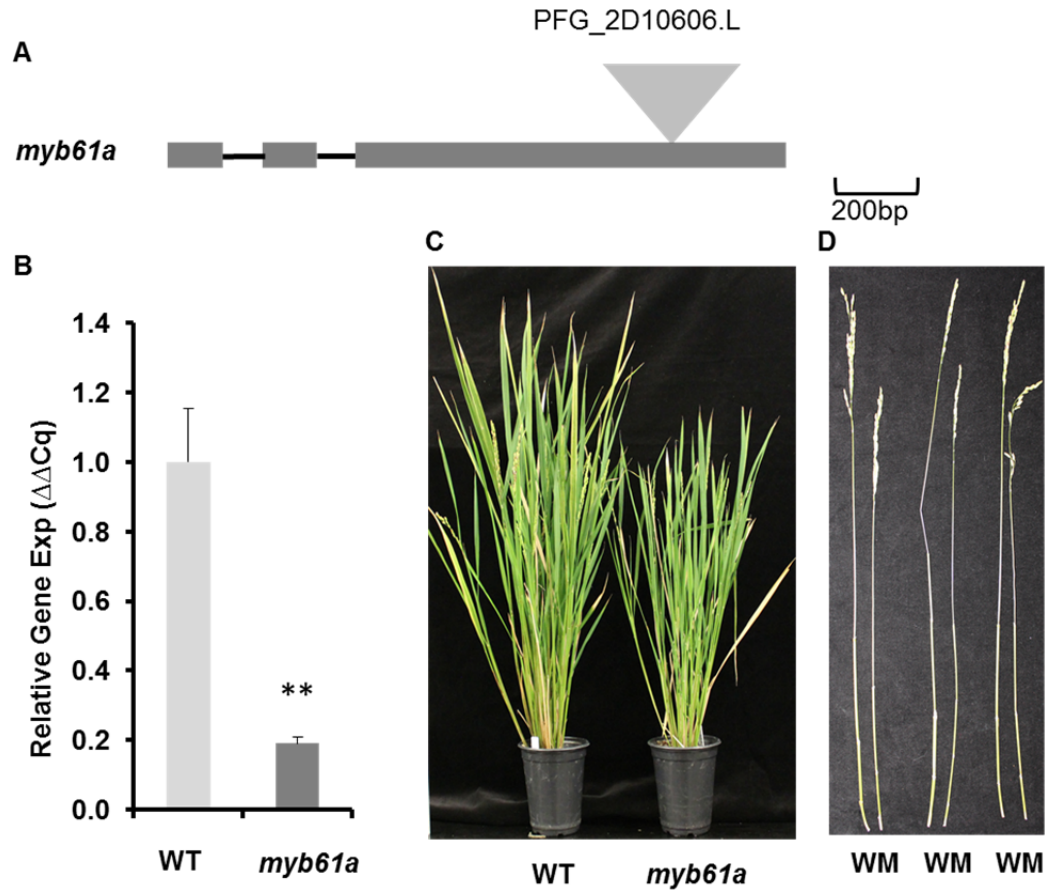 PFG_2D10606.L
A
myb61a
200bp
B
C
D
Relative Gene Exp (ΔΔCq)
1.4
1.2
1.0
0.8
0.6
0.4
0.2
0.0
**
WT
myb61a
WT
myb61a
WM
WM
WM